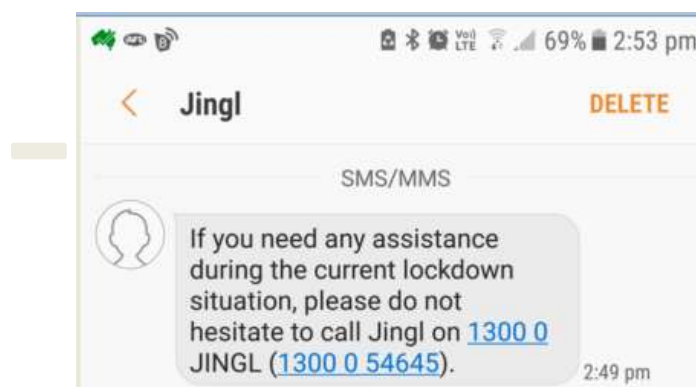 69% 2:53 pm
Jingl DELETE
SMS/MMS
If you need any assistance
during the current lockdown
situation, please do not
hesitate to call Jingl on 1300 0
JINGL (1300 0 54645).
2:49 pm